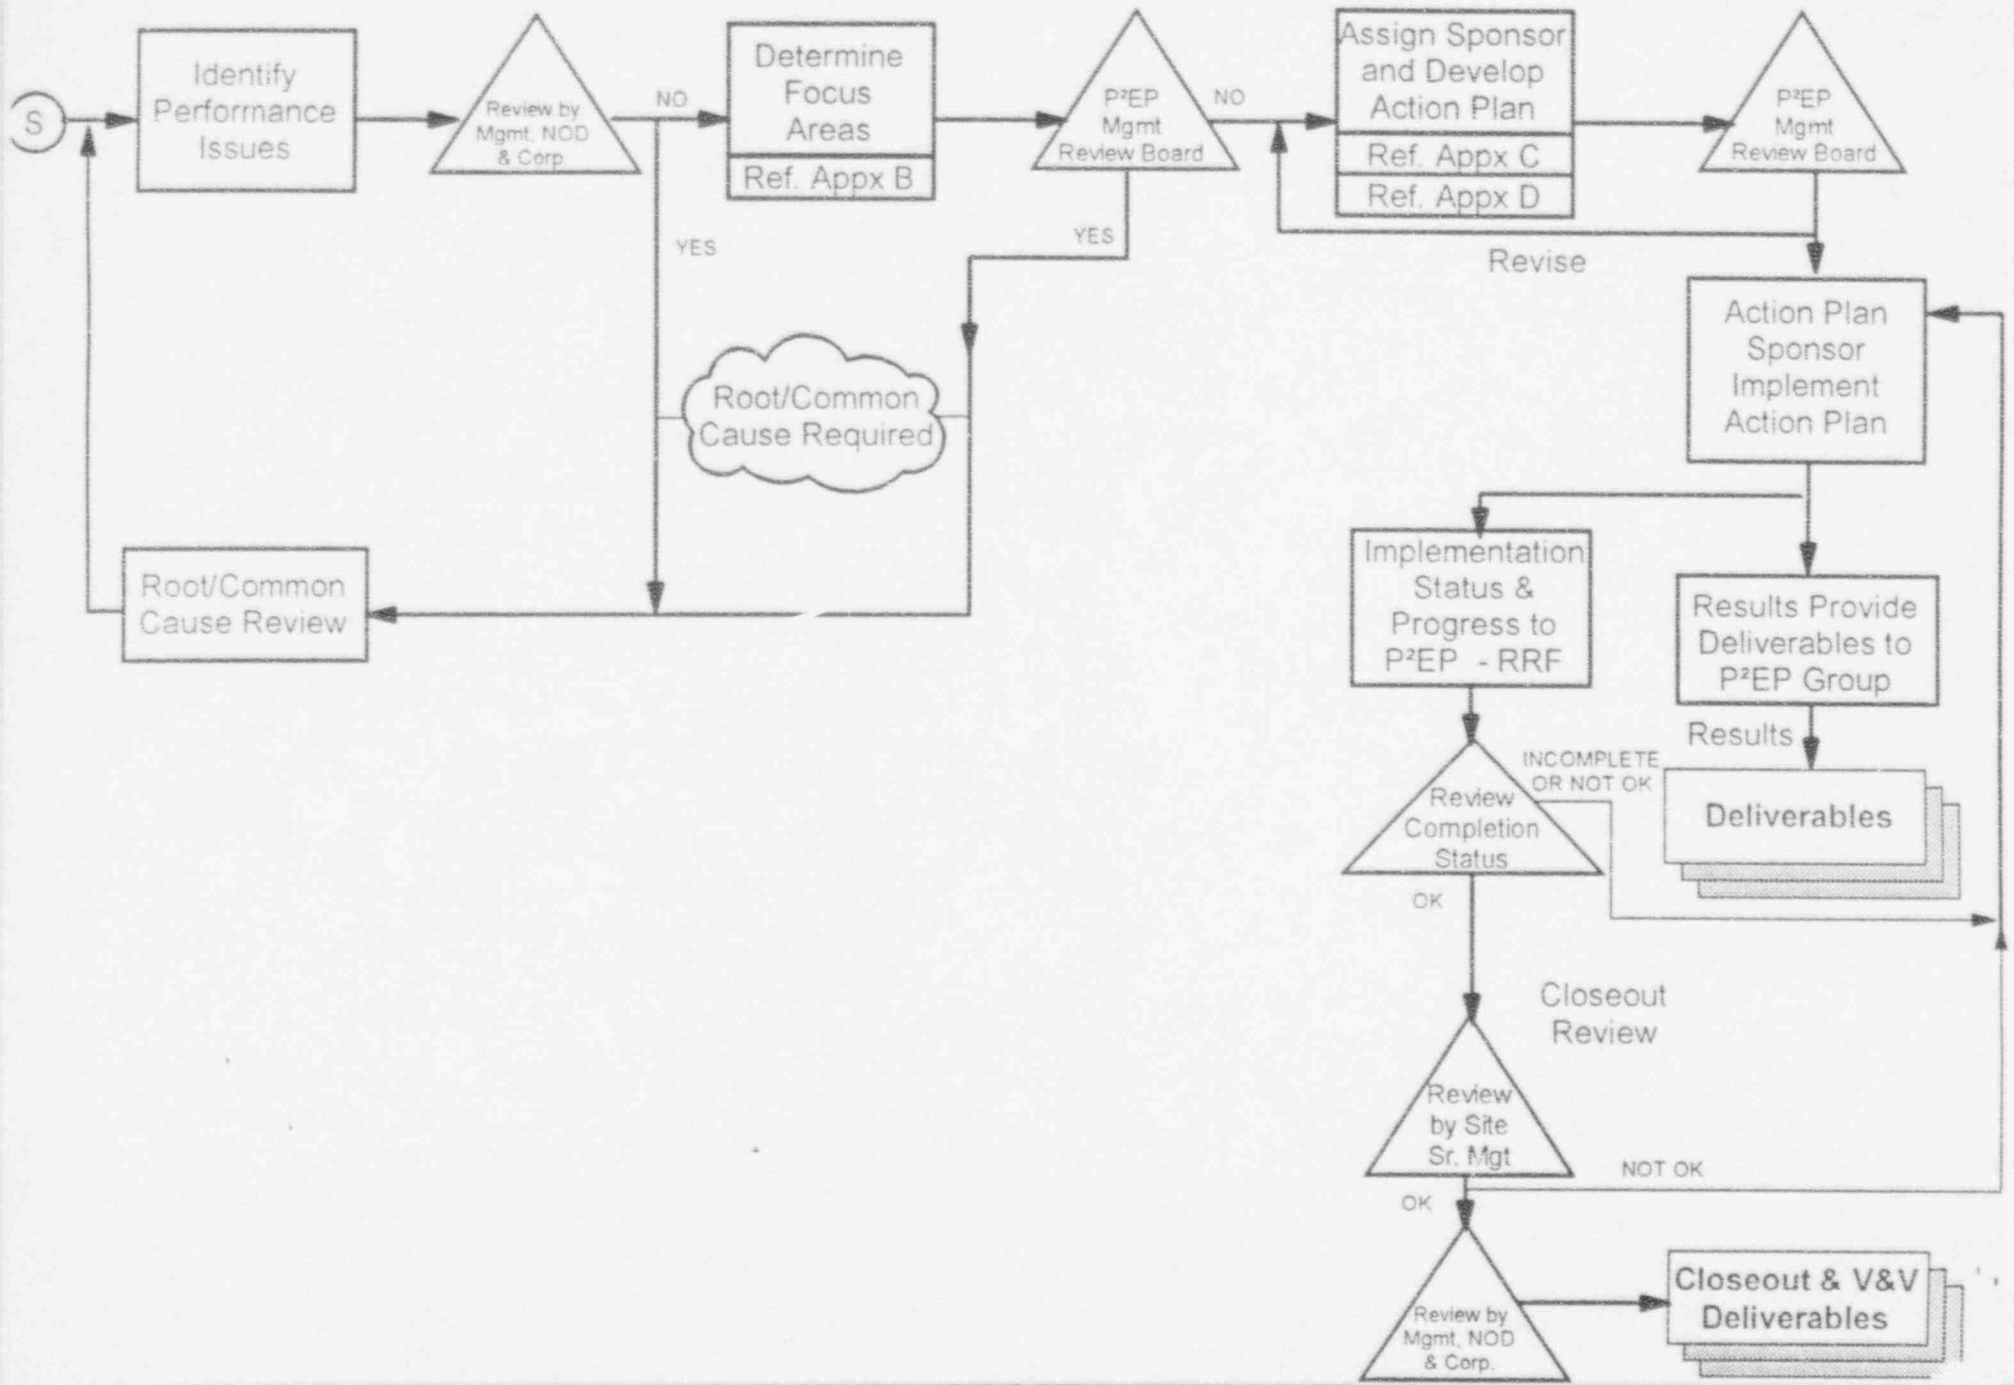 S
Identify
Performance
Issues
Review by
Mgmt, NOD
& Corp.
NO
YES
Determine
Focus
Areas
Ref. Appx B
P²EP
Mgmt
Review Board
NO
YES
Assign Sponsor
and Develop
Action Plan
Ref. Appx C
Ref. Appx D
P²EP
Mgmt
Review Board
Revise
Root/Common
Cause Required
Root/Common
Cause Review
Action Plan
Sponsor
Implement
Action Plan
Implementation
Status &
Progress to
P²EP - RRF
Results Provide
Deliverables to
P²EP Group
Results
Deliverables
Review
Completion
Status
INCOMPLETE
OR NOT OK
OK
Closeout
Review
Review
by Site
Sr. Mgt
NOT OK
OK
Review by
Mgmt, NOD
& Corp.
Closeout & V&V
Deliverables